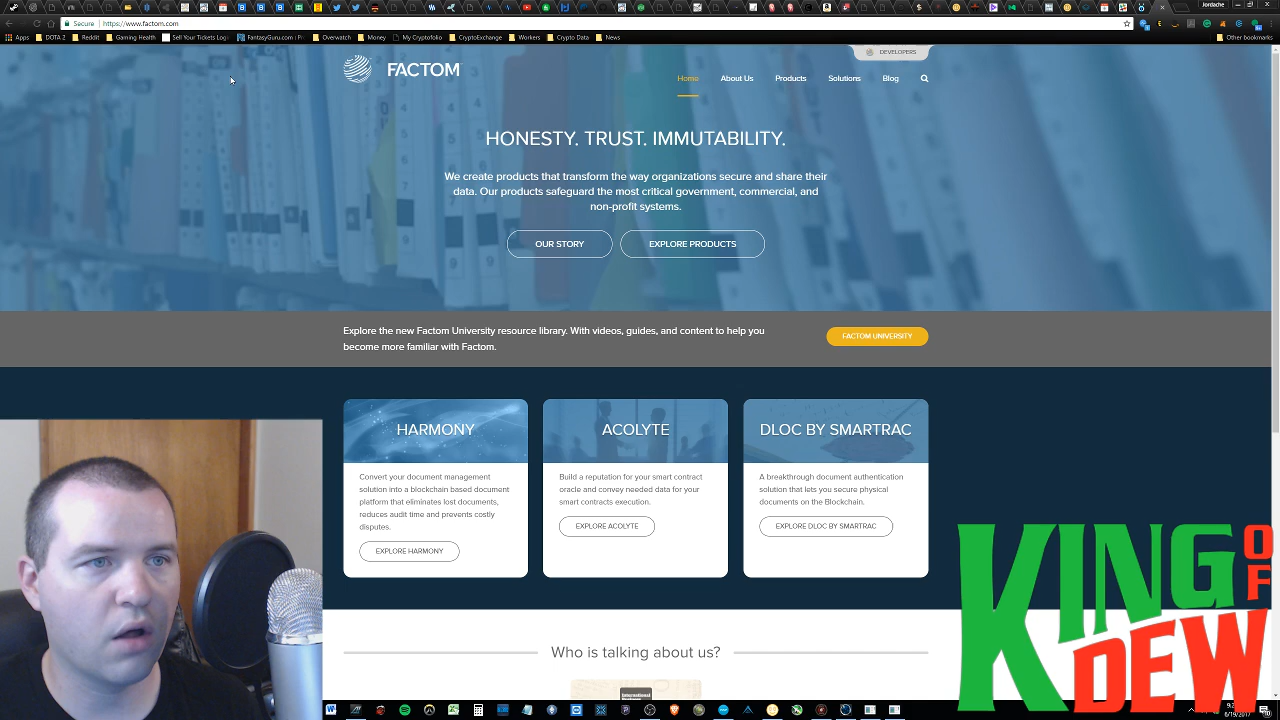 Jordache
Secure
https://www.factom.com
Apps
DOTA 2
Reddit
Gaming Health
Sell Your Tickets Log
FantasyGuru.com | Pr
Overwatch
Money
My Cryptofolio
CryptoExchange
Workers
Crypto Data
News
Other bookmarks
DEVELOPERS
FACTOM
Home
About Us
Products
Solutions
Blog
HONESTY. TRUST. IMMUTABILITY.
We create products that transform the way organizations secure and share their
data. Our products safeguard the most critical government, commercial, and
non-profit systems.
OUR STORY
EXPLORE PRODUCTS
Explore the new Factom University resource library. With videos, guides, and content to help you
become more familiar with Factom.
FACTOM UNIVERSITY
HARMONY
Convert your document management
solution into a blockchain based document
platform that eliminates lost documents,
reduces audit time and prevents costly
disputes.
EXPLORE HARMONY
ACOLYTE
Build a reputation for your smart contract
oracle and convey needed data for your
smart contracts execution.
EXPLORE ACOLYTE
DLOC BY SMARTRAC
A breakthrough document authentication
solution that lets you secure physical
documents on the Blockchain.
EXPLORE DLOC BY SMARTRAC
Who is talking about us?
International
KING OF
DEW
6/19/2017